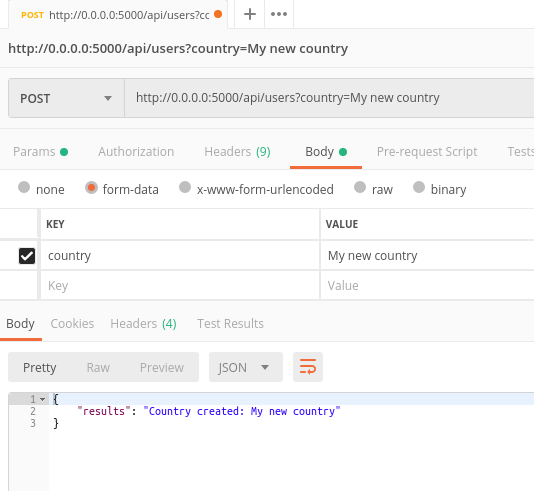 POST http://0.0.0.0:5000/api/users?cc
http://0.0.0.0:5000/api/users?country=My new country
POST http://0.0.0.0:5000/api/users?country=My new country
Params Authorization Headers (9) Body Pre-request Script Tests
none form-data x-www-form-urlencoded raw binary
KEY VALUE
country My new country
Key Value
Body Cookies Headers (4) Test Results
Pretty Raw Preview JSON
1 {
2 "results": "Country created: My new country"
3 }